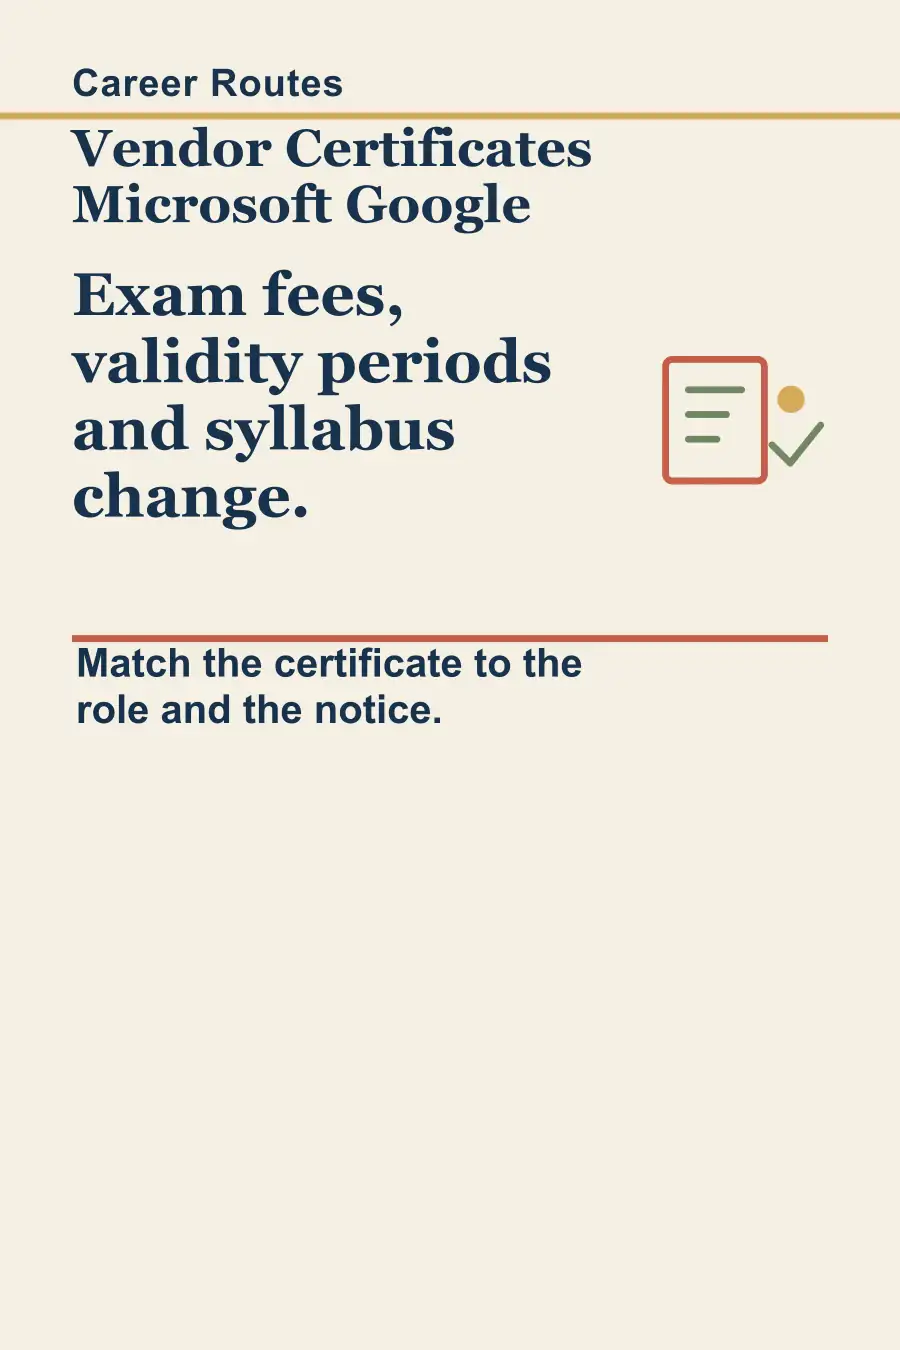 Career Routes
Vendor Certificates
Microsoft Google
Exam fees,
validity periods
and syllabus
change.
Match the certificate to the
role and the notice.